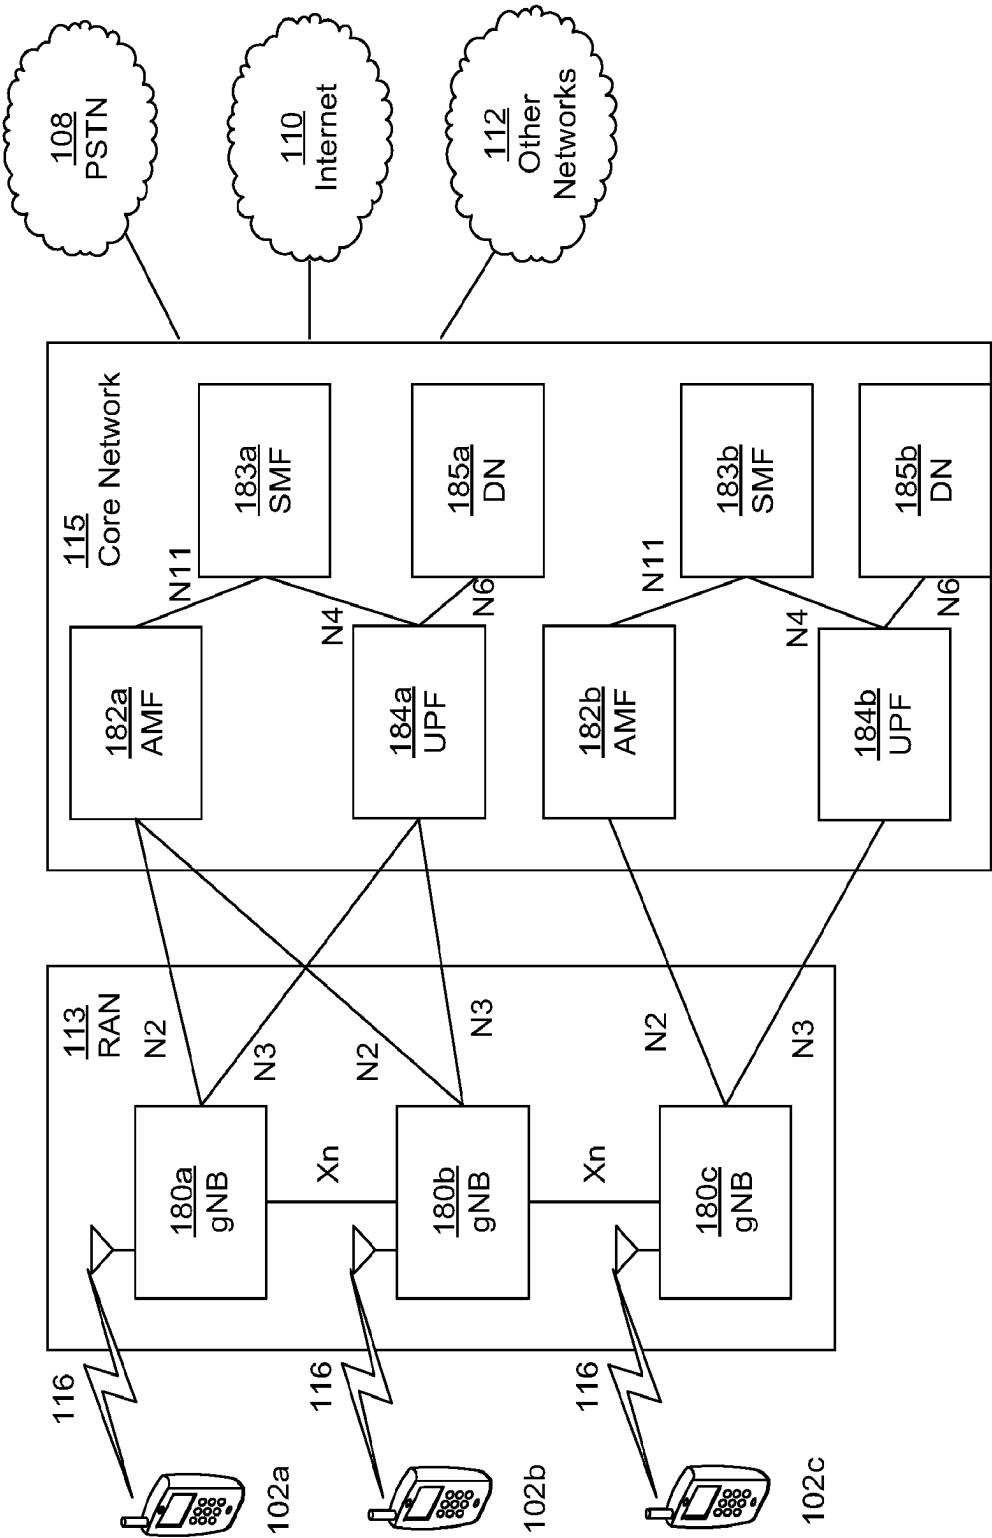 102a
116
102b
116
102c
116
113
RAN
180a
gNB
Xn
180b
gNB
Xn
180c
gNB
N2
N3
N2
N3
N2
N3
115
Core Network
182a
AMF
N11
183a
SMF
N4
184a
UPF
N6
185a
DN
182b
AMF
N11
183b
SMF
N4
184b
UPF
N6
185b
DN
108
PSTN
110
Internet
112
Other
Networks